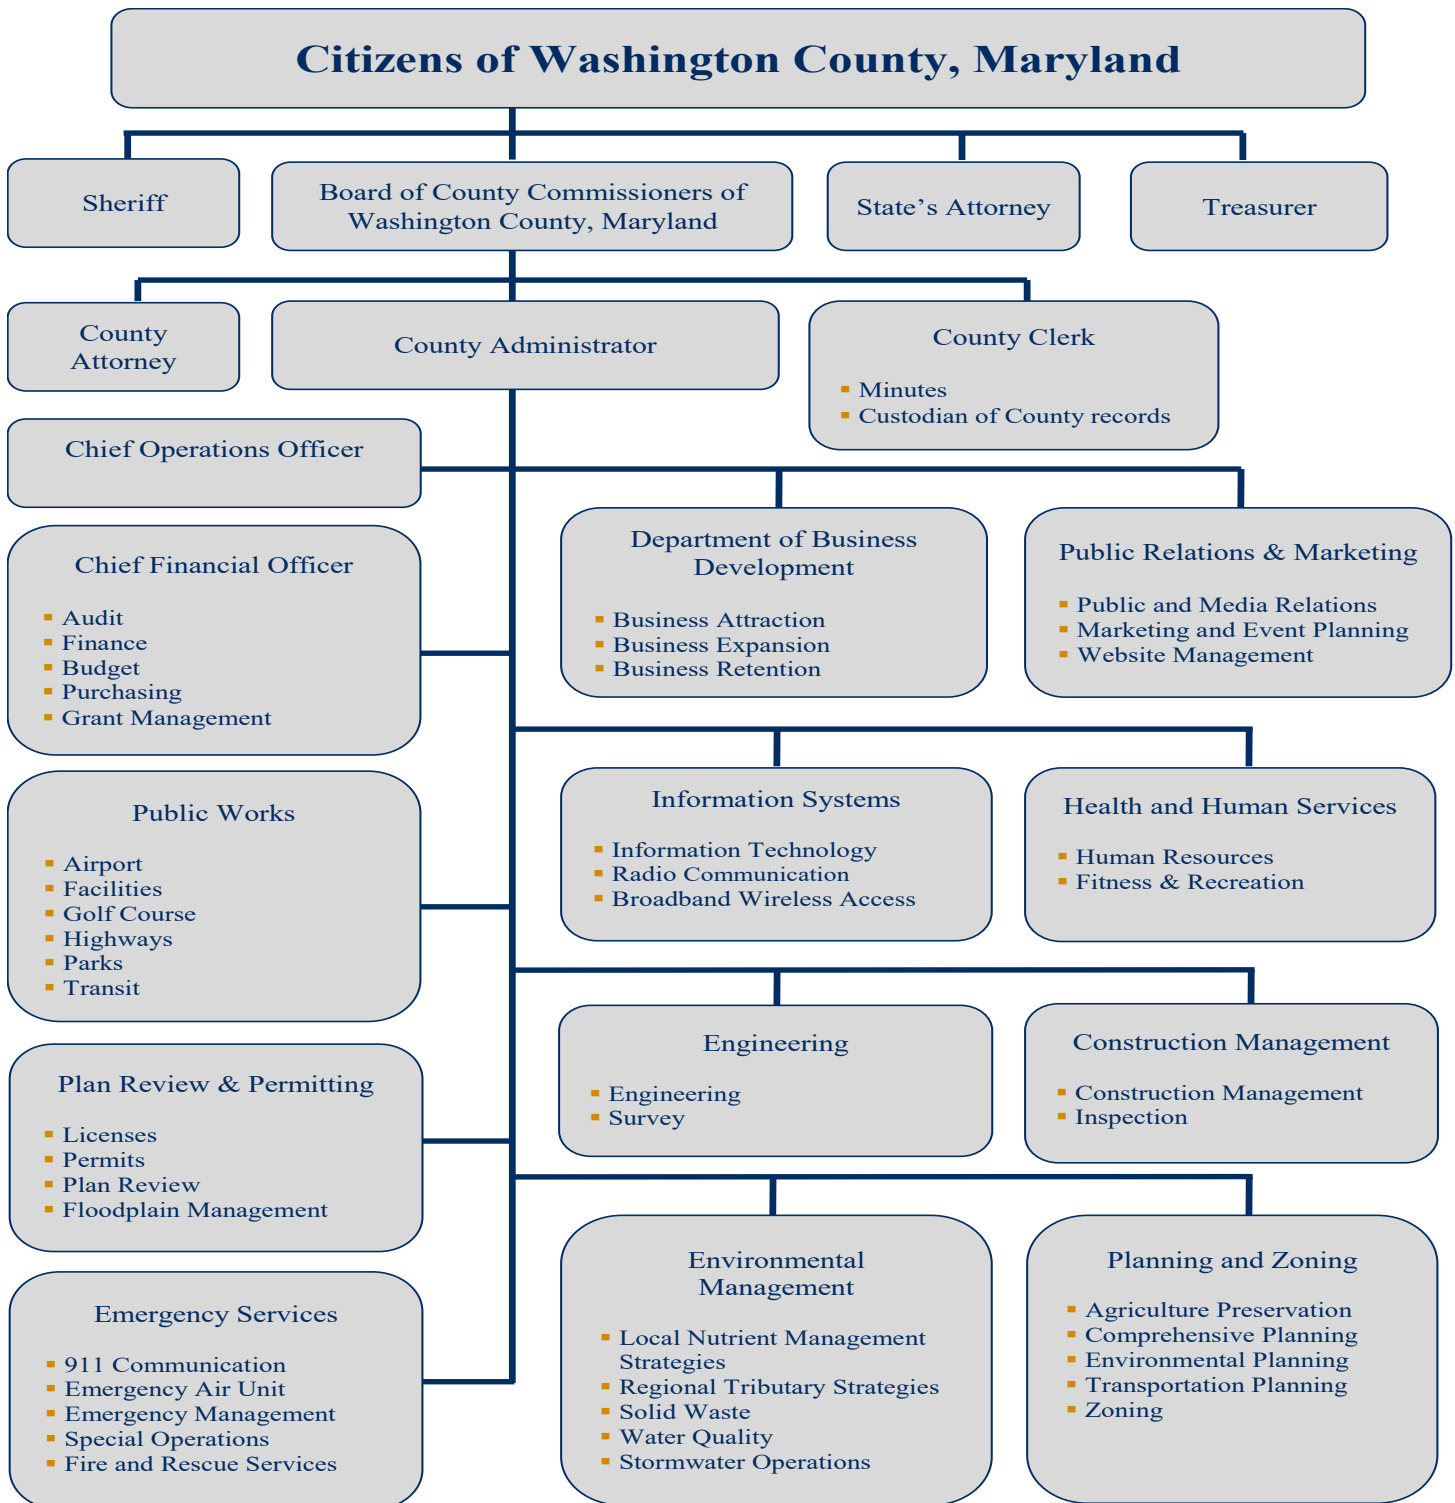 Citizens of Washington County, Maryland
Sheriff
Board of County Commissioners of
Washington County, Maryland
State’s Attorney
Treasurer
County
Attorney
County Administrator
County Clerk
▪ Minutes
▪ Custodian of County records
Chief Operations Officer
Chief Financial Officer
▪ Audit
▪ Finance
▪ Budget
▪ Purchasing
▪ Grant Management
Department of Business
Development
▪ Business Attraction
▪ Business Expansion
▪ Business Retention
Public Relations & Marketing
▪ Public and Media Relations
▪ Marketing and Event Planning
▪ Website Management
Public Works
▪ Airport
▪ Facilities
▪ Golf Course
▪ Highways
▪ Parks
▪ Transit
Information Systems
▪ Information Technology
▪ Radio Communication
▪ Broadband Wireless Access
Health and Human Services
▪ Human Resources
▪ Fitness & Recreation
Plan Review & Permitting
▪ Licenses
▪ Permits
▪ Plan Review
▪ Floodplain Management
Engineering
▪ Engineering
▪ Survey
Construction Management
▪ Construction Management
▪ Inspection
Emergency Services
▪ 911 Communication
▪ Emergency Air Unit
▪ Emergency Management
▪ Special Operations
▪ Fire and Rescue Services
Environmental
Management
▪ Local Nutrient Management
Strategies
▪ Regional Tributary Strategies
▪ Solid Waste
▪ Water Quality
▪ Stormwater Operations
Planning and Zoning
▪ Agriculture Preservation
▪ Comprehensive Planning
▪ Environmental Planning
▪ Transportation Planning
▪ Zoning